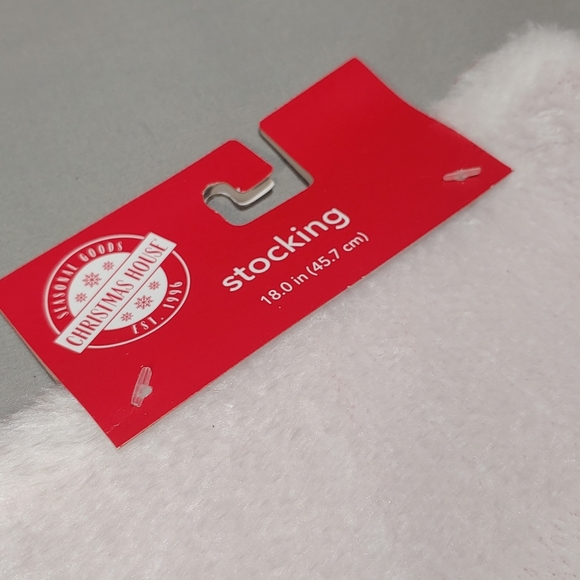 SEASONAL GOODS
CHRISTMAS HOUSE
EST. 1996
stocking
18.0 in (45.7 cm)